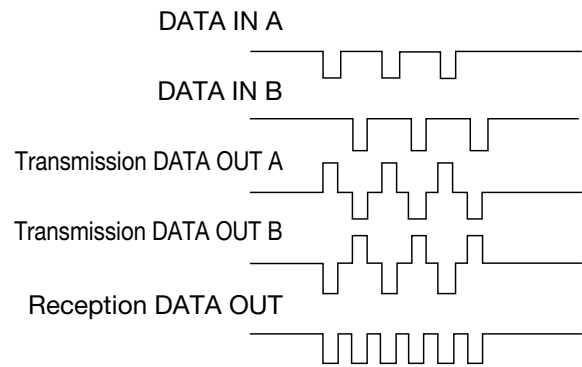 DATA IN A
DATA IN B
Transmission DATA OUT A
Transmission DATA OUT B
Reception DATA OUT